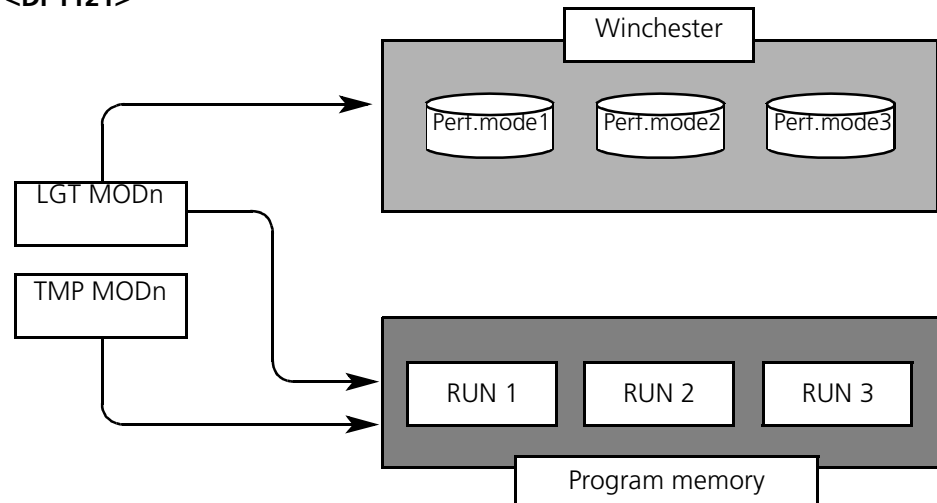 Winchester
Perf.mode1
Perf.mode2
Perf.mode3
LGT MODn
TMP MODn
RUN 1
RUN 2
RUN 3
Program memory